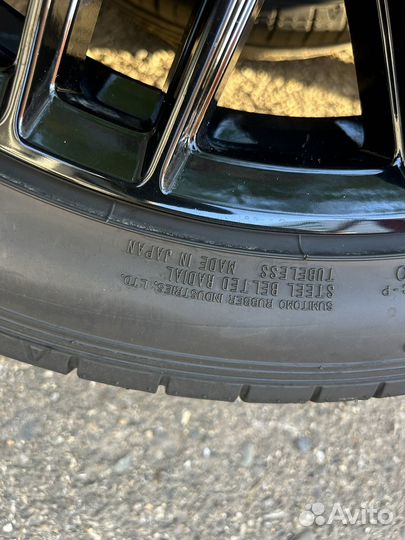 SUMITOMO RUBBER INDUSTRIES, LTD.
STEEL BELTED RADIAL
TUBELESS
MADE IN JAPAN
Avito